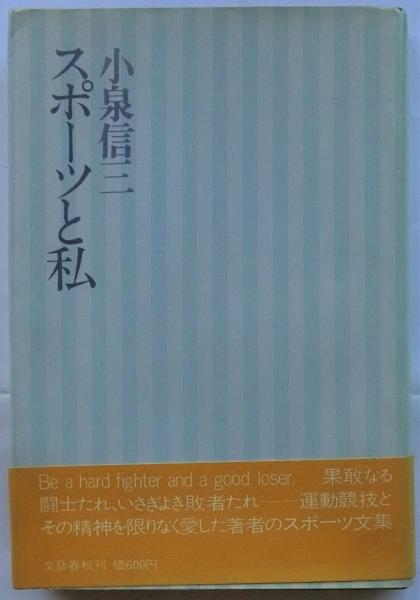 小泉信三
スポーツと私
Be a hard fighter and a good loser. 果敢なる
闘士たれ、いさぎよき敗者たれ――運動競技と
その精神を限りなく愛した著者のスポーツ文集
文藝春秋刊 価600円